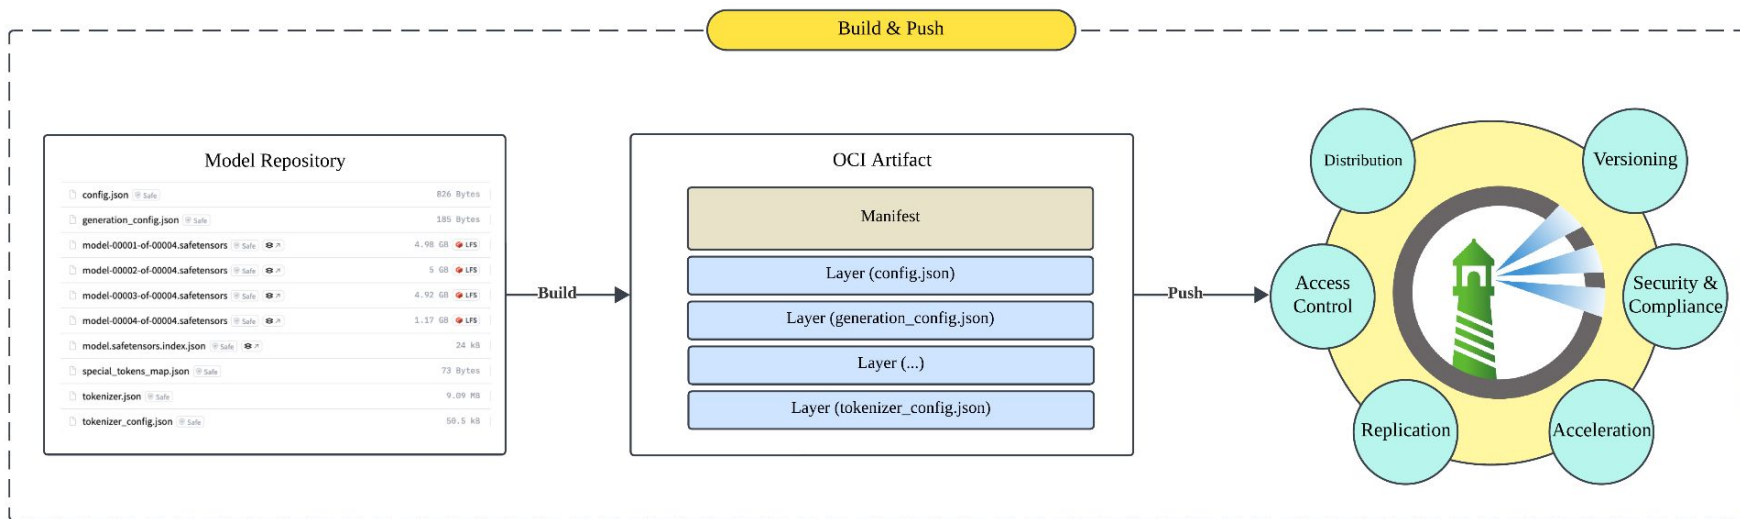 Build & Push
Model Repository
config.json Safe 826 Bytes
generation_config.json Safe 185 Bytes
model-00001-of-00004.safetensors Safe 4.98 GB LFS
model-00002-of-00004.safetensors Safe 5 GB LFS
model-00003-of-00004.safetensors Safe 4.92 GB LFS
model-00004-of-00004.safetensors Safe 1.17 GB LFS
model.safetensors.index.json Safe 24 kB
special_tokens_map.json Safe 73 Bytes
tokenizer.json Safe 9.09 MB
tokenizer_config.json Safe 50.5 kB
Build
OCI Artifact
Manifest
Layer (config.json)
Layer (generation_config.json)
Layer (...)
Layer (tokenizer_config.json)
Push
Distribution
Versioning
Access
Control
Security &
Compliance
Replication
Acceleration